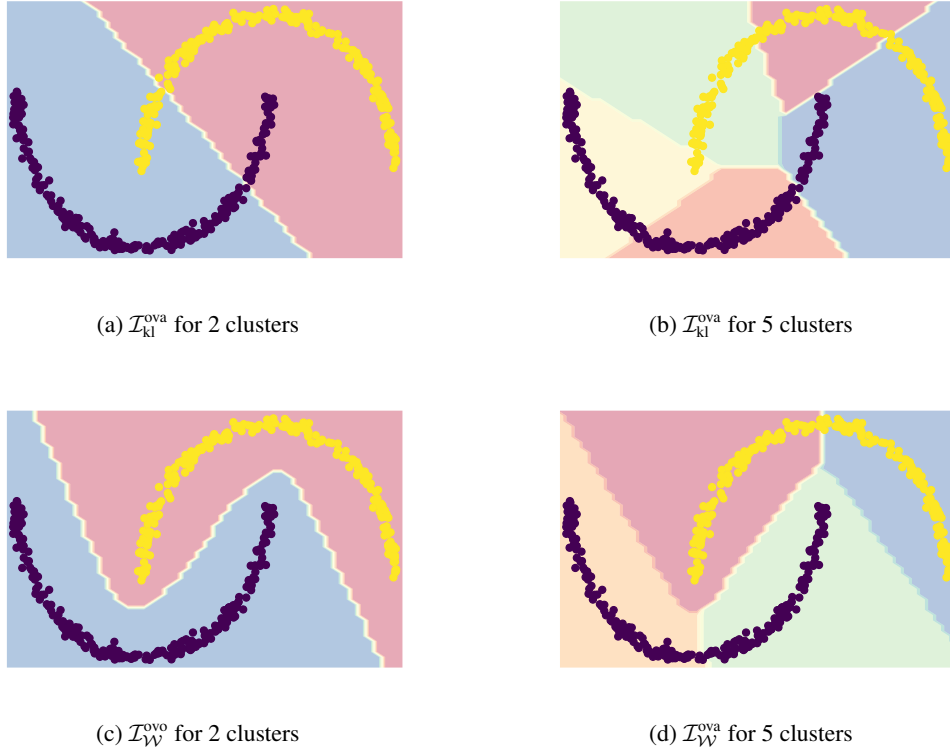 (a) $\mathcal{I}_{\text{kl}}^{\text{ova}}$ for 2 clusters
(b) $\mathcal{I}_{\text{kl}}^{\text{ova}}$ for 5 clusters
(c) $\mathcal{I}_{\mathcal{W}}^{\text{ovo}}$ for 2 clusters
(d) $\mathcal{I}_{\mathcal{W}}^{\text{ova}}$ for 5 clusters